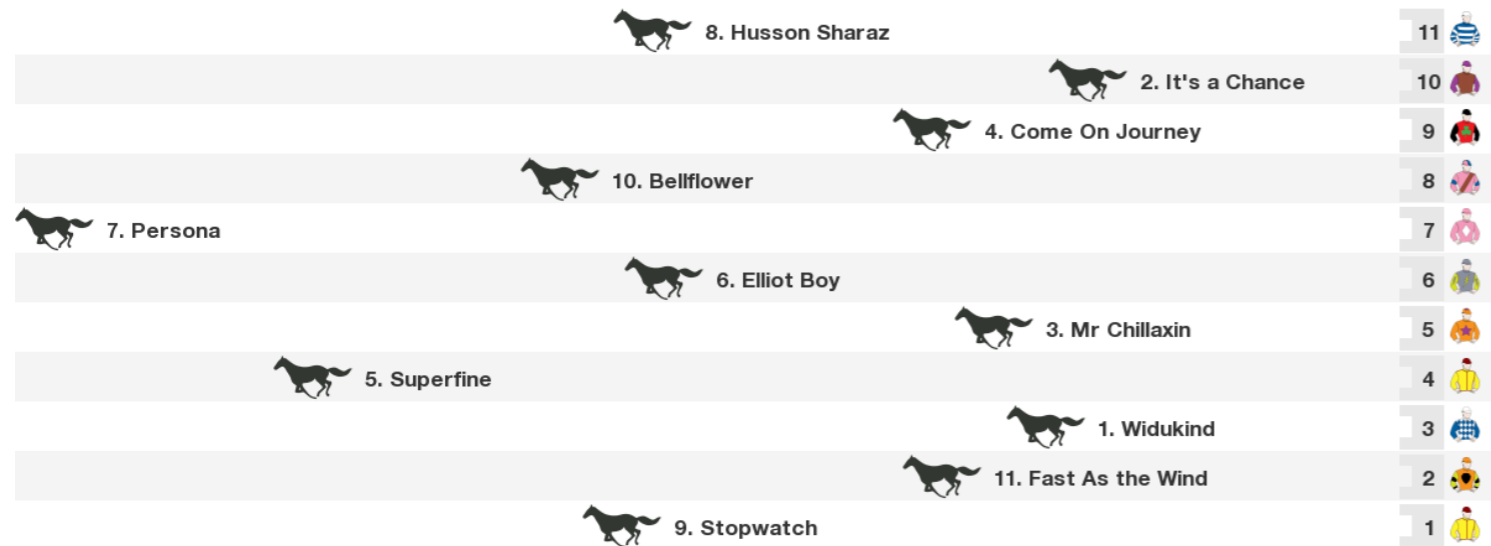 8. Husson Sharaz 11
2. It's a Chance 10
4. Come On Journey 9
10. Bellflower 8
7. Persona 7
6. Elliot Boy 6
3. Mr Chillaxin 5
5. Superfine 4
1. Widukind 3
11. Fast As the Wind 2
9. Stopwatch 1